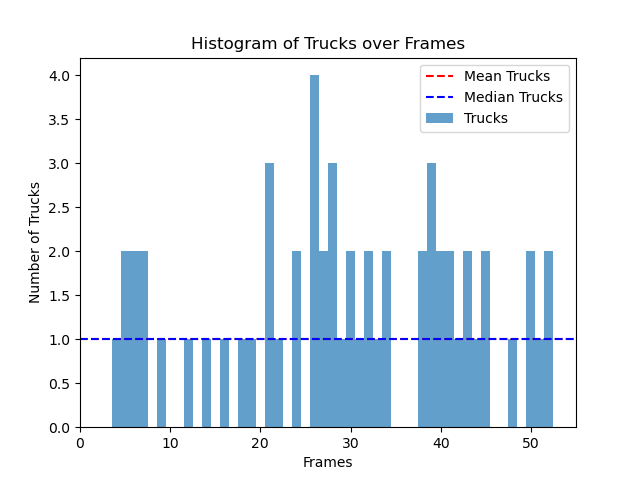 Histogram of Trucks over Frames
Mean Trucks
Median Trucks
Trucks
Number of Trucks
4.0
3.5
3.0
2.5
2.0
1.5
1.0
0.5
0.0
0 10 20 30 40 50
Frames